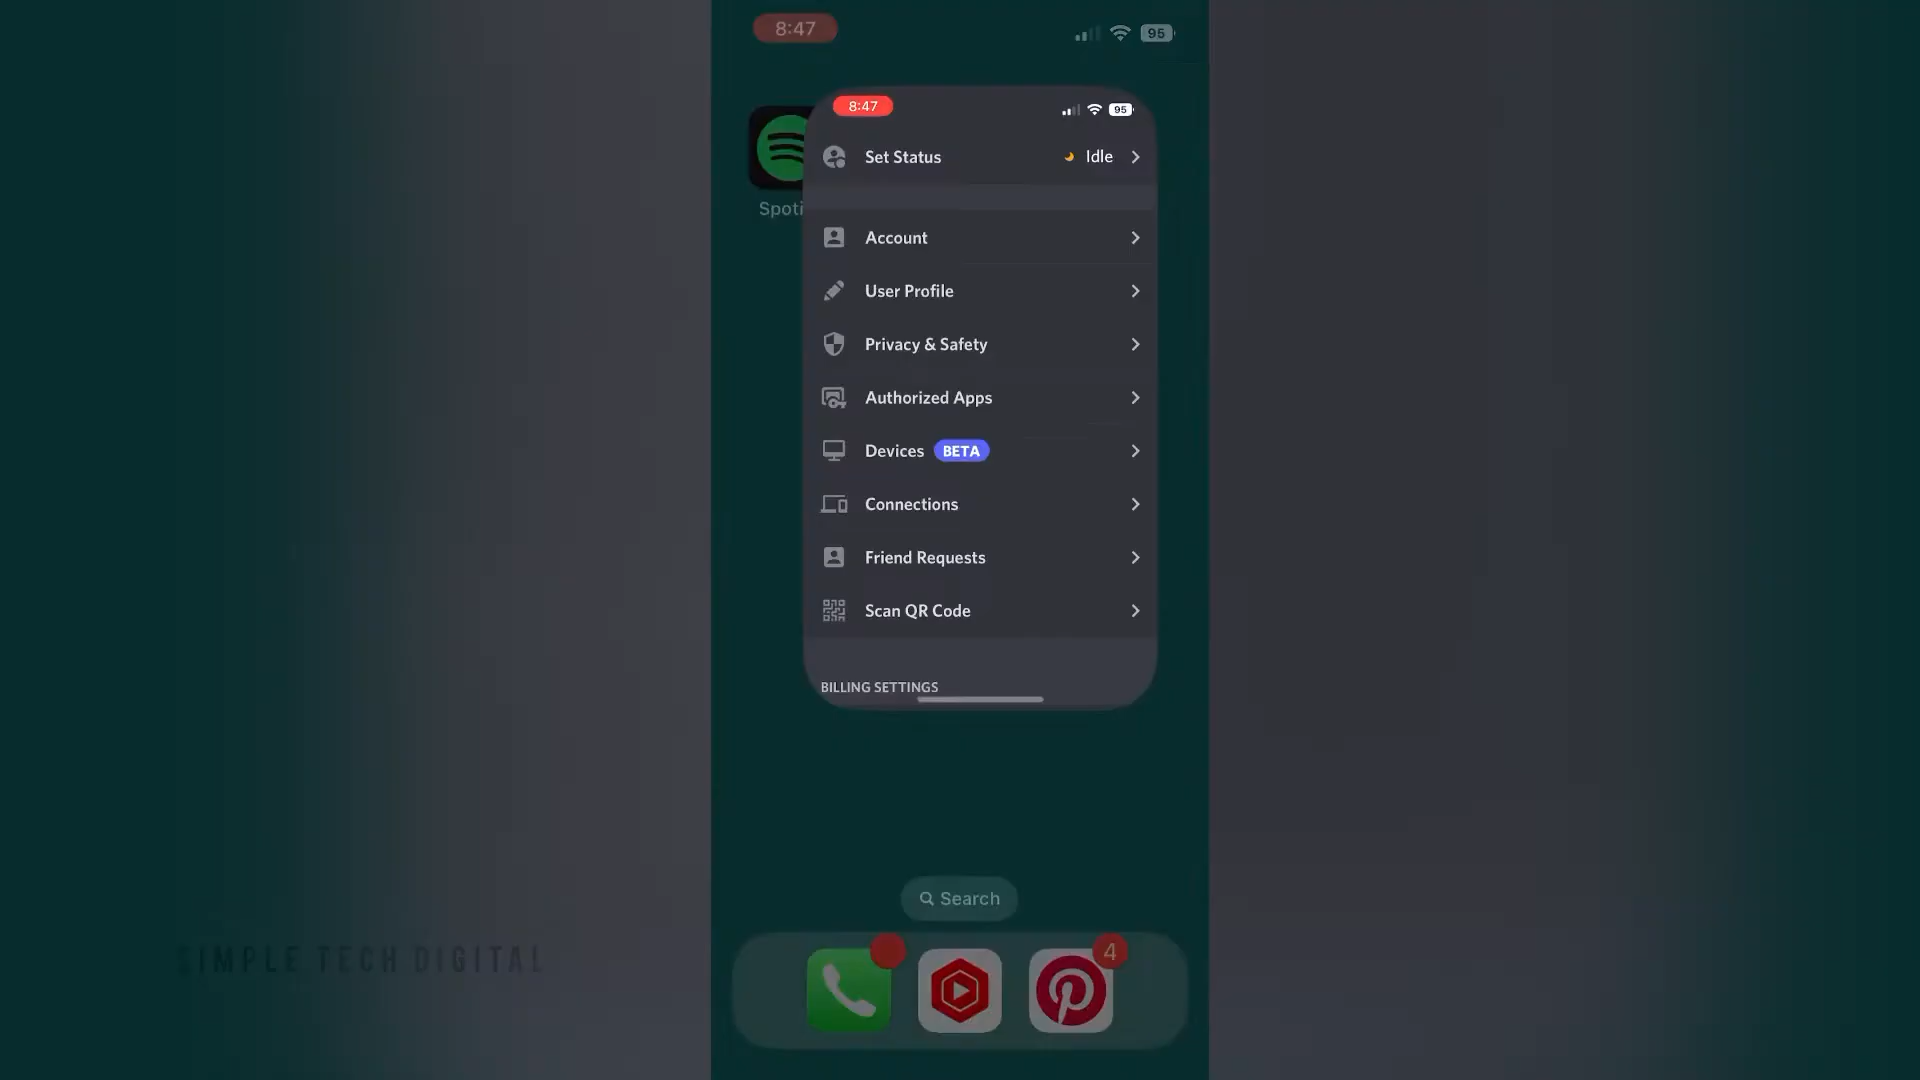 8:47
95
8:47
95
Set Status
Idle
Spoti
Account
User Profile
Privacy & Safety
Authorized Apps
Devices BETA
Connections
Friend Requests
Scan QR Code
BILLING SETTINGS
Search
SIMPLE TECH DIGITAL
4